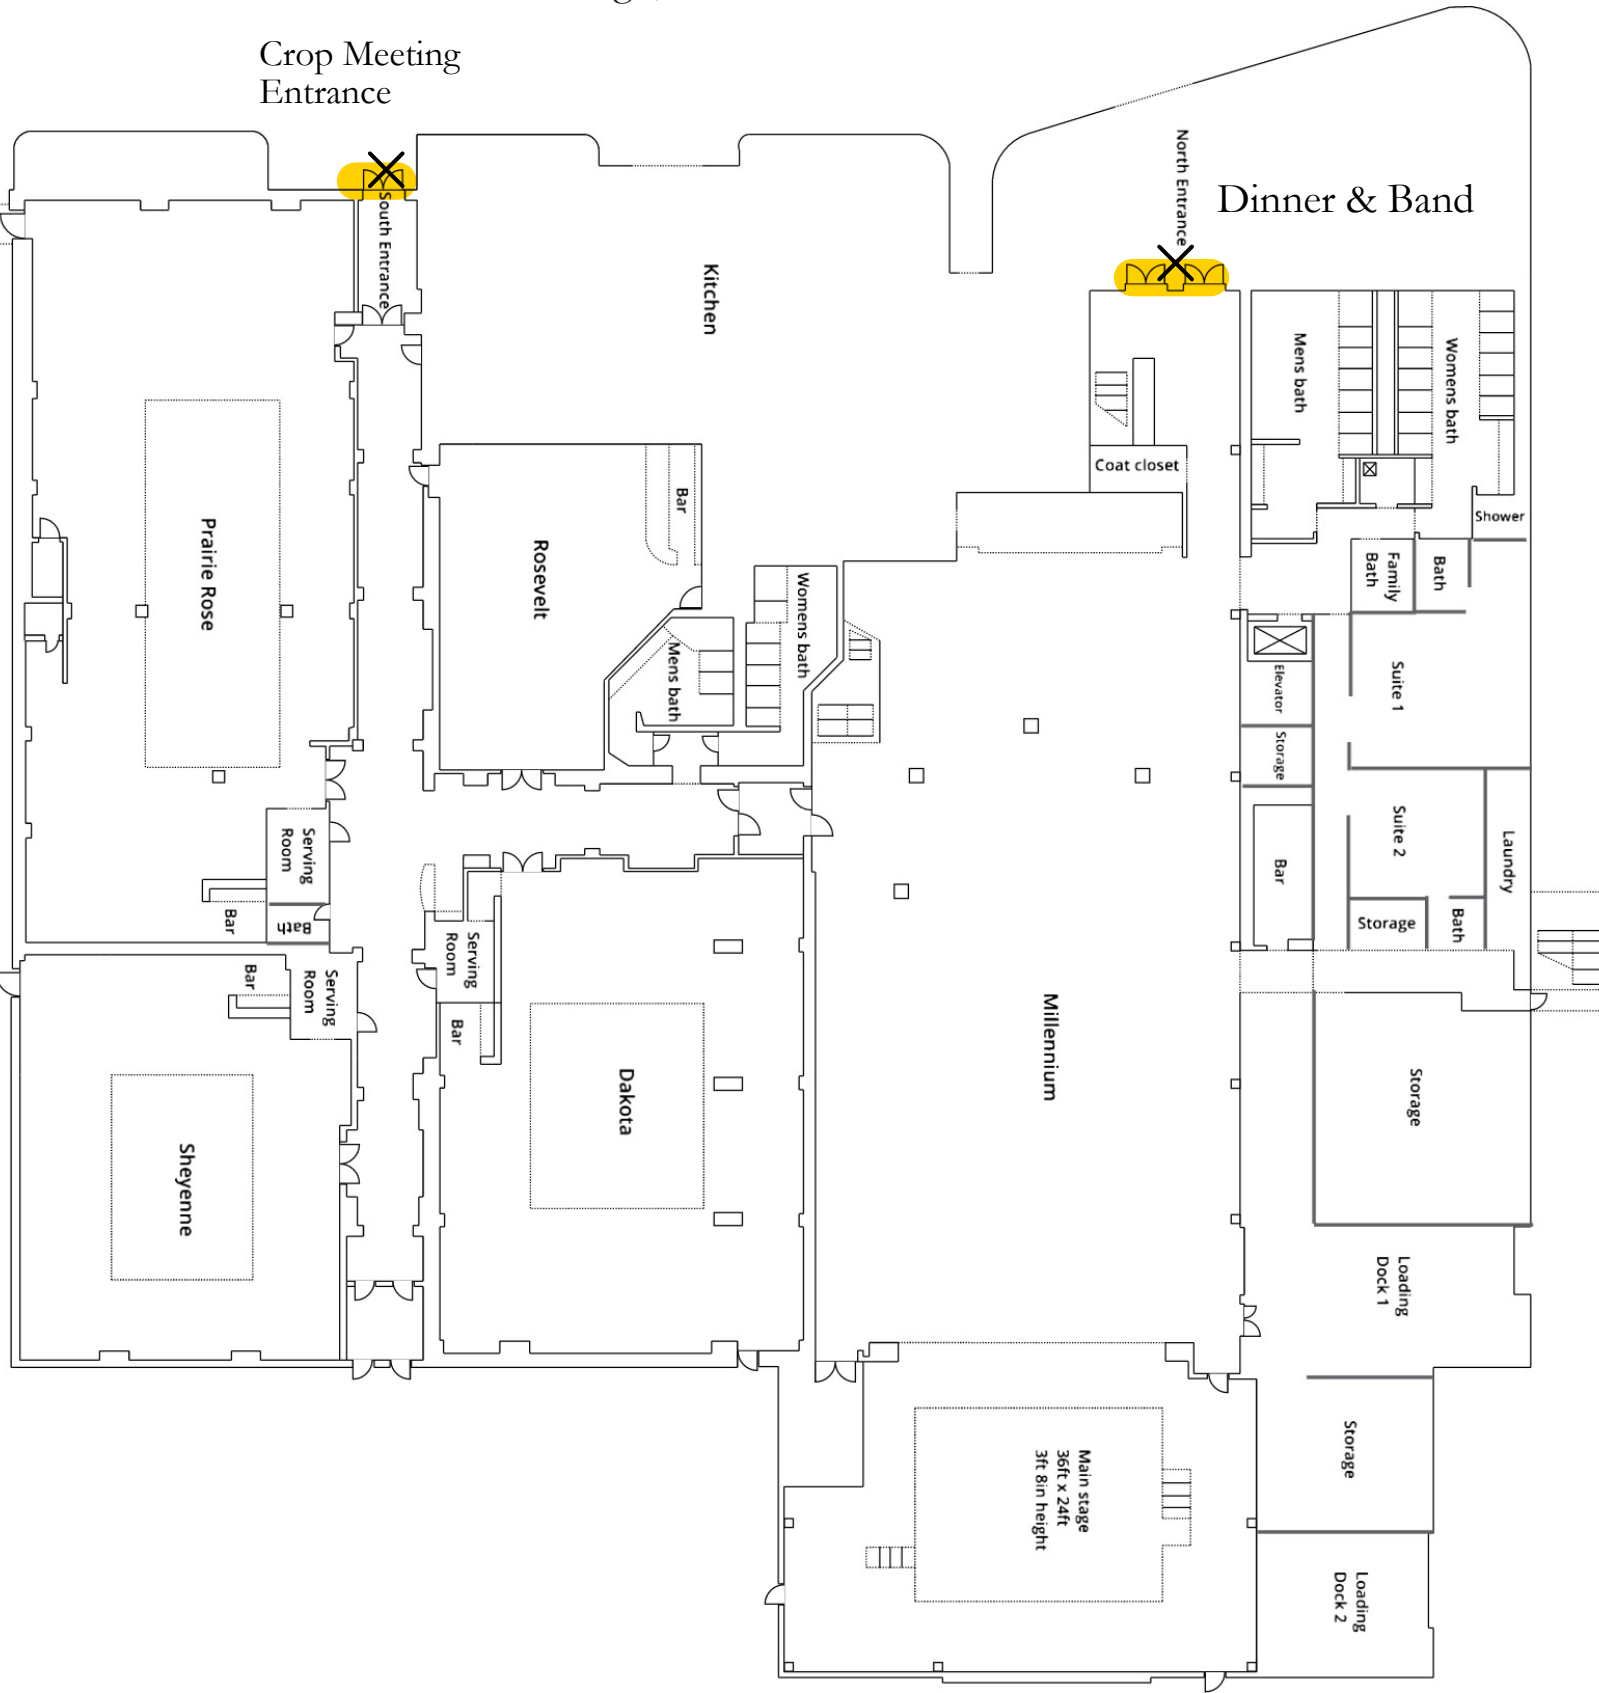 Crop Meeting
Entrance
North Entrance
Dinner & Band
South Entrance
Kitchen
Mens bath
Womens bath
Coat closet
Bar
Shower
Prairie Rose
Rosevelt
Womens bath
Mens bath
Family
Bath
Bath
Elevator
Suite 1
Storage
Suite 2
Laundry
Serving
Room
Bar
Bar
Bath
Storage
Bath
Serving
Room
Bar
Serving
Room
Bar
Millennium
Dakota
Storage
Sheyenne
Loading
Dock 1
Main stage
36ft x 24ft
3ft 8in height
Storage
Loading
Dock 2